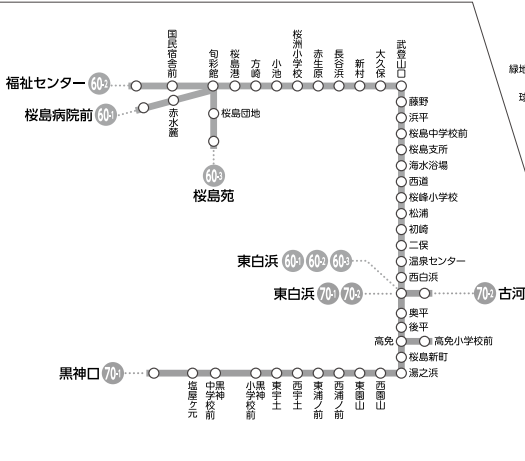 国民宿舎前
旬彩館
桜島港
方崎
小池
桜洲小学校
赤生原
長谷浜
新村
大久保
武登山口
福祉センター 60-2
桜島病院前 60-1
赤水麓
桜島団地
60-3
桜島苑
藤野
浜平
桜島中学校前
桜島支所
海水浴場
西道
桜峰小学校
松浦
初崎
二俣
温泉センター
西白浜
東白浜 60-1 60-2 60-3
東白浜 70-1 70-2
70-2 古河
奥平
後平
高免
高免小学校前
桜島新町
湯之浜
黒神口 70-1
塩屋ヶ元
黒神中学校前
黒神小学校前
東宇土
西宇土
東浦ノ前
西浦ノ前
東園山
西園山
緑地